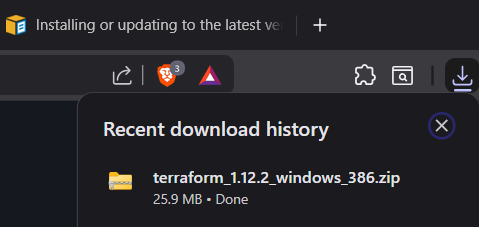 Installing or updating to the latest ve
3
Recent download history
terraform_1.12.2_windows_386.zip
25.9 MB • Done